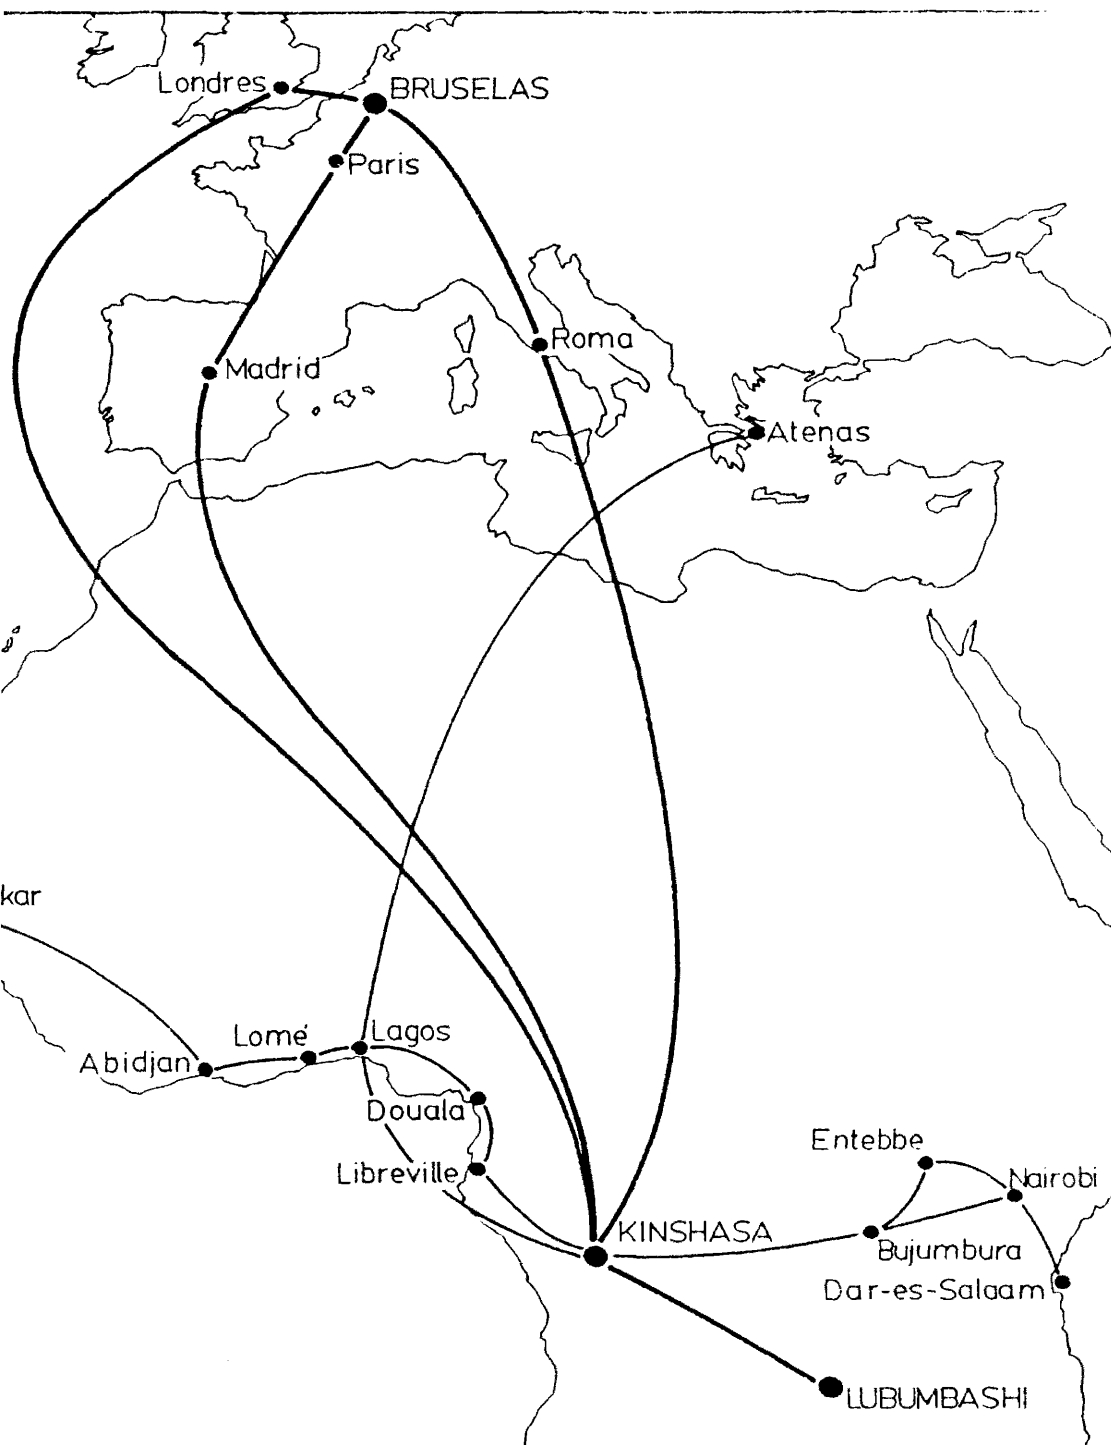 Londres
BRUSELAS
Paris
Roma
Madrid
Atenas
kar
Lomé
Lagos
Abidjan
Douala
Entebbe
Libreville
Nairobi
KINSHASA
Bujumbura
Dar-es-Salaam
LUBUMBASHI